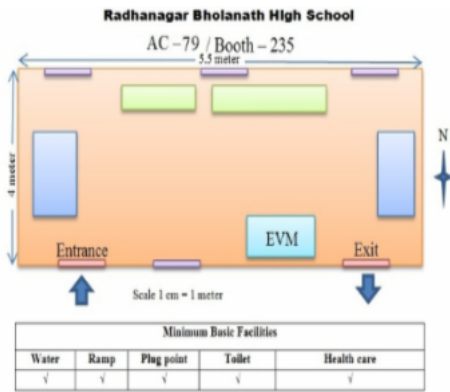 Radhanagar Bholanath High School
AC – 79 / Booth – 235
5.5 meter
4 meter
N
EVM
Entrance
Exit
Scale 1 cm = 1 meter
Minimum Basic Facilities
Water Ramp Plug point Toilet Health care
√ √ √ √ √